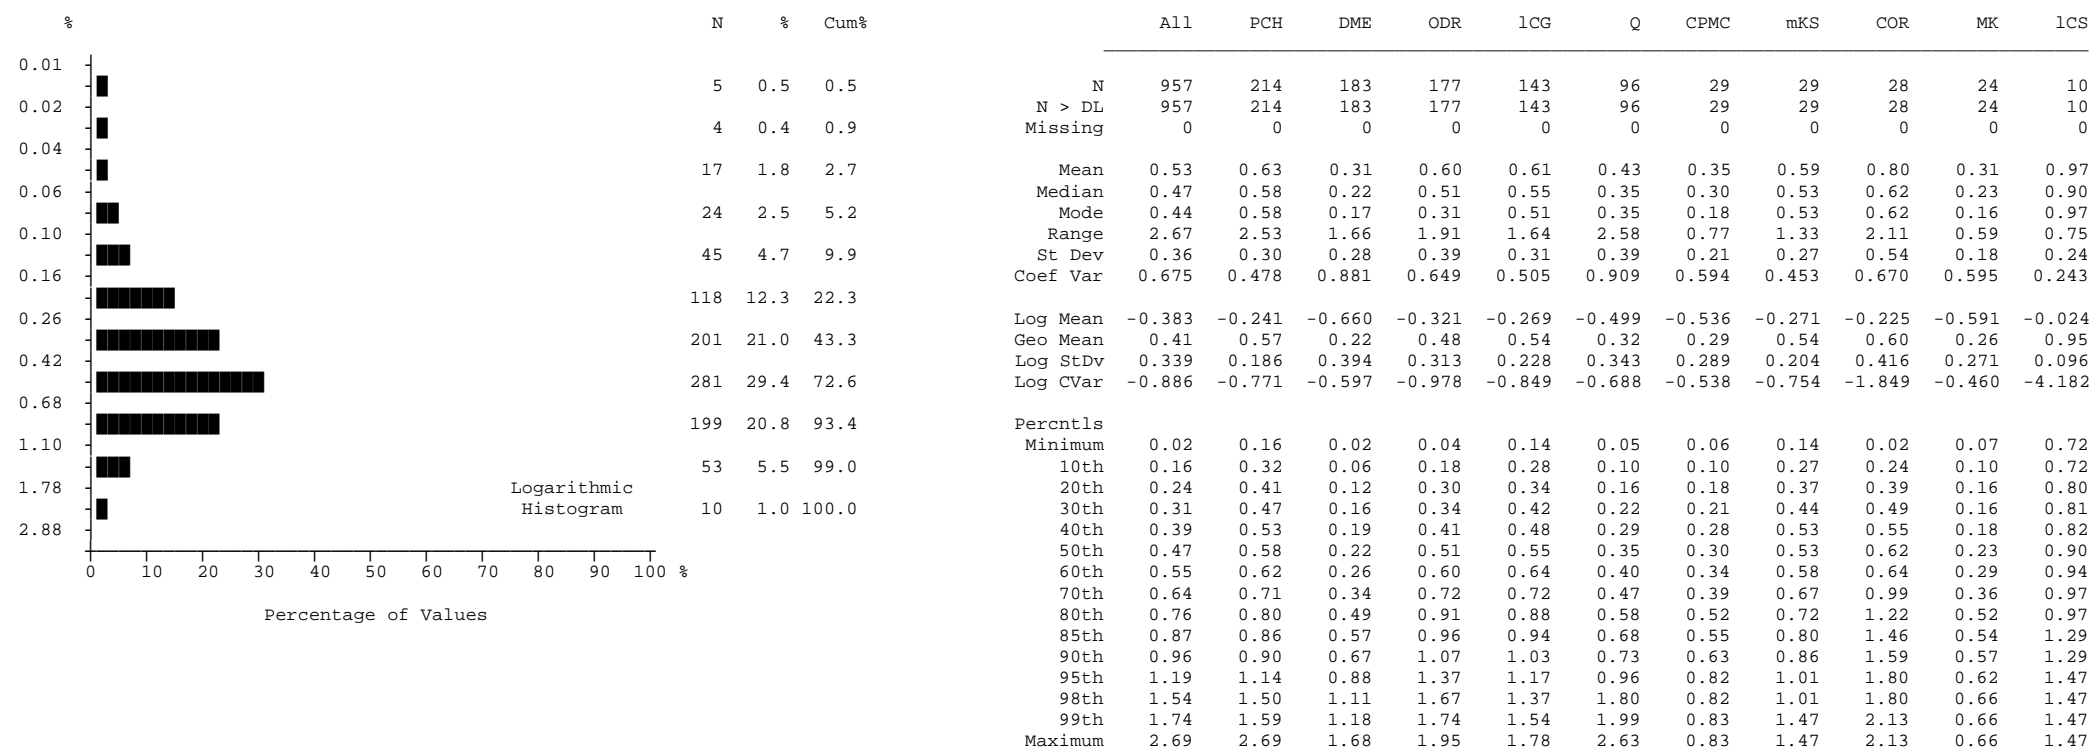 % N % Cum% All PCH DME ODR lCG Q CPMC mKS COR MK lCS
0.01
5 0.5 0.5 N 957 214 183 177 143 96 29 29 28 24 10
0.02 N > DL 957 214 183 177 143 96 29 29 28 24 10
4 0.4 0.9 Missing 0 0 0 0 0 0 0 0 0 0 0
0.04
17 1.8 2.7 Mean 0.53 0.63 0.31 0.60 0.61 0.43 0.35 0.59 0.80 0.31 0.97
0.06 Median 0.47 0.58 0.22 0.51 0.55 0.35 0.30 0.53 0.62 0.23 0.90
24 2.5 5.2 Mode 0.44 0.58 0.17 0.31 0.51 0.35 0.18 0.53 0.62 0.16 0.97
0.10 Range 2.67 2.53 1.66 1.91 1.64 2.58 0.77 1.33 2.11 0.59 0.75
45 4.7 9.9 St Dev 0.36 0.30 0.28 0.39 0.31 0.39 0.21 0.27 0.54 0.18 0.24
0.16 Coef Var 0.675 0.478 0.881 0.649 0.505 0.909 0.594 0.453 0.670 0.595 0.243
118 12.3 22.3
0.26 Log Mean -0.383 -0.241 -0.660 -0.321 -0.269 -0.499 -0.536 -0.271 -0.225 -0.591 -0.024
201 21.0 43.3 Geo Mean 0.41 0.57 0.22 0.48 0.54 0.32 0.29 0.54 0.60 0.26 0.95
0.42 Log StDv 0.339 0.186 0.394 0.313 0.228 0.343 0.289 0.204 0.416 0.271 0.096
281 29.4 72.6 Log CVar -0.886 -0.771 -0.597 -0.978 -0.849 -0.688 -0.538 -0.754 -1.849 -0.460 -4.182
0.68
199 20.8 93.4 Percntls
1.10 Minimum 0.02 0.16 0.02 0.04 0.14 0.05 0.06 0.14 0.02 0.07 0.72
53 5.5 99.0 10th 0.16 0.32 0.06 0.18 0.28 0.10 0.10 0.27 0.24 0.10 0.72
1.78 Logarithmic 20th 0.24 0.41 0.12 0.30 0.34 0.16 0.18 0.37 0.39 0.16 0.80
Histogram 10 1.0 100.0 30th 0.31 0.47 0.16 0.34 0.42 0.22 0.21 0.44 0.49 0.16 0.81
2.88 40th 0.39 0.53 0.19 0.41 0.48 0.29 0.28 0.53 0.55 0.18 0.82
50th 0.47 0.58 0.22 0.51 0.55 0.35 0.30 0.53 0.62 0.23 0.90
0 10 20 30 40 50 60 70 80 90 100 % 60th 0.55 0.62 0.26 0.60 0.64 0.40 0.34 0.58 0.64 0.29 0.94
70th 0.64 0.71 0.34 0.72 0.72 0.47 0.39 0.67 0.99 0.36 0.97
Percentage of Values 80th 0.76 0.80 0.49 0.91 0.88 0.58 0.52 0.72 1.22 0.52 0.97
85th 0.87 0.86 0.57 0.96 0.94 0.68 0.55 0.80 1.46 0.54 1.29
90th 0.96 0.90 0.67 1.07 1.03 0.73 0.63 0.86 1.59 0.57 1.29
95th 1.19 1.14 0.88 1.37 1.17 0.96 0.82 1.01 1.80 0.62 1.47
98th 1.54 1.50 1.11 1.67 1.37 1.80 0.82 1.01 1.80 0.66 1.47
99th 1.74 1.59 1.18 1.74 1.54 1.99 0.83 1.47 2.13 0.66 1.47
Maximum 2.69 2.69 1.68 1.95 1.78 2.63 0.83 1.47 2.13 0.66 1.47